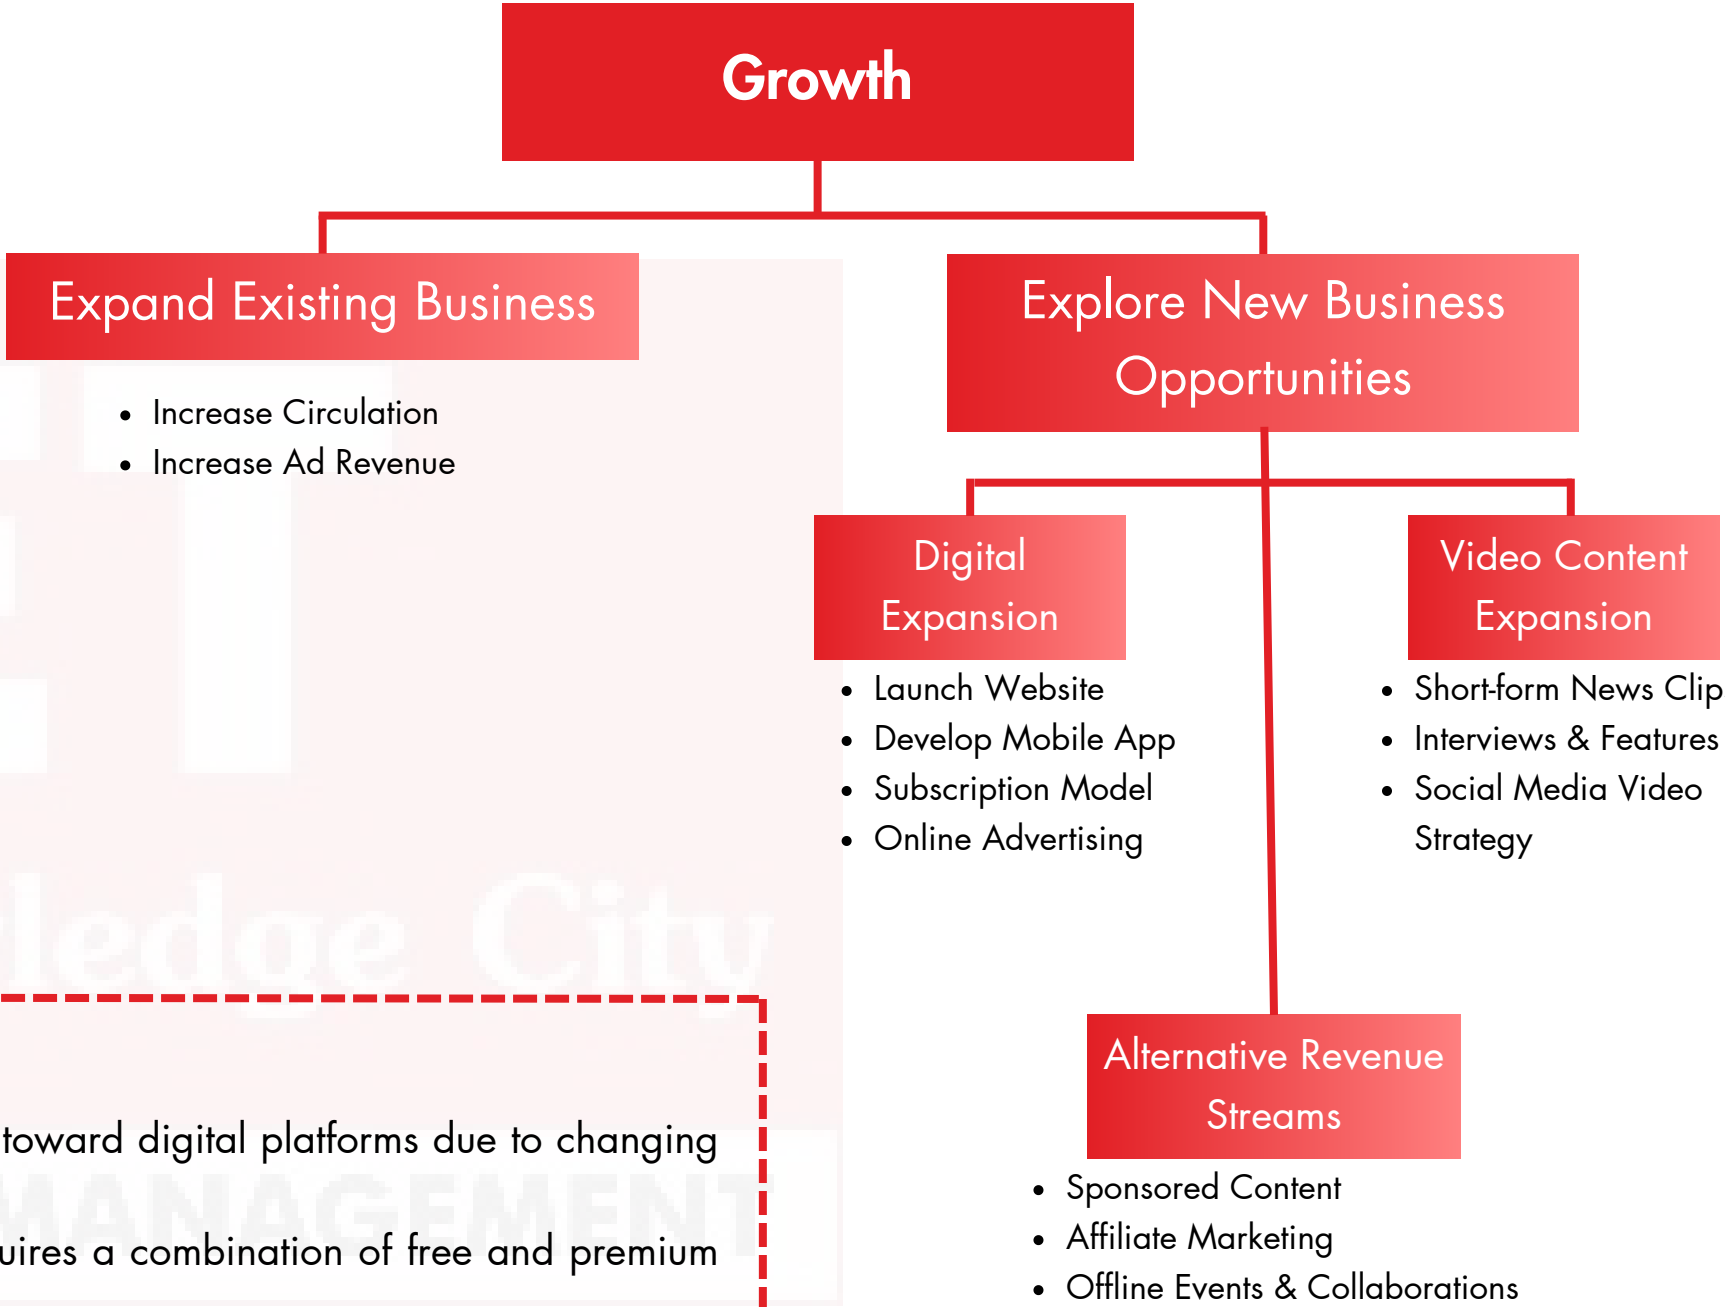 Growth
Expand Existing Business
• Increase Circulation
• Increase Ad Revenue
Explore New Business
Opportunities
Digital
Expansion
• Launch Website
• Develop Mobile App
• Subscription Model
• Online Advertising
Video Content
Expansion
• Short-form News Clip
• Interviews & Features
• Social Media Video
Strategy
Alternative Revenue
Streams
• Sponsored Content
• Affiliate Marketing
• Offline Events & Collaborations
ledge City
toward digital platforms due to changing
MANAGEMENT
uires a combination of free and premium